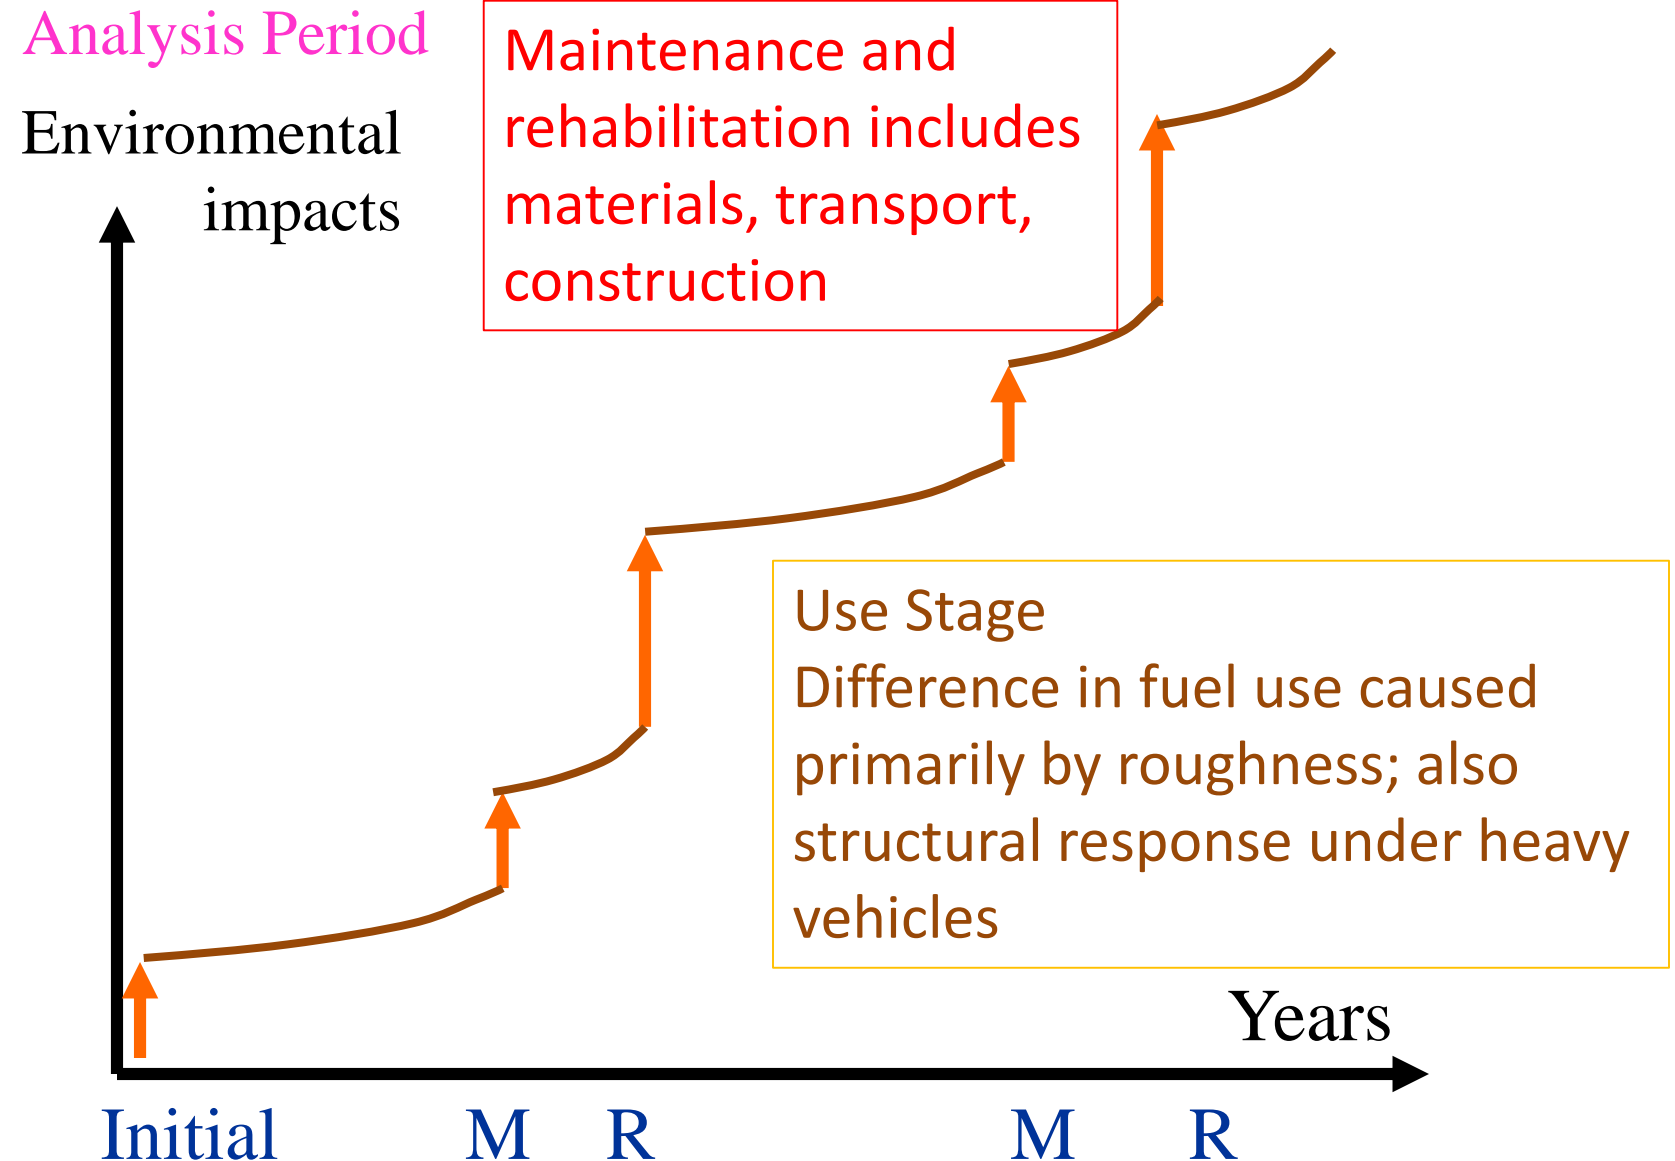 Analysis Period
Environmental
impacts
Maintenance and
rehabilitation includes
materials, transport,
construction
Use Stage
Difference in fuel use caused
primarily by roughness; also
structural response under heavy
vehicles
Years
Initial M R M R